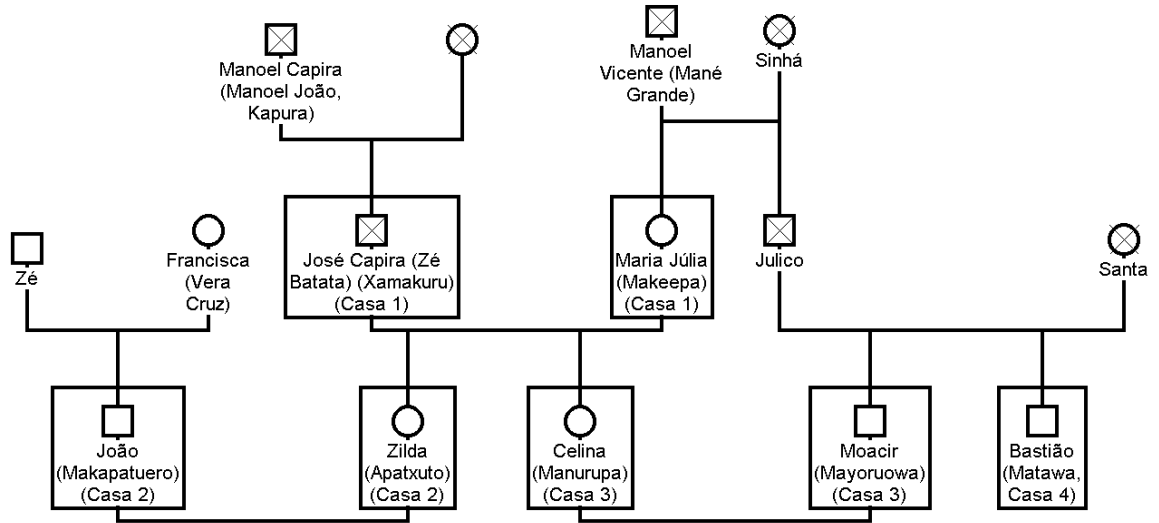 Manoel Capira
(Manoel João,
Kapura)
Manoel
Vicente (Mané
Grande)
Sinhá
Zé
Francisca
(Vera
Cruz)
José Capira (Zé
Batata) (Xamakuru)
(Casa 1)
Maria Júlia
(Makeepa)
(Casa 1)
Julico
Santa
João
(Makapatuero)
(Casa 2)
Zilda
(Apatxuto)
(Casa 2)
Celina
(Manurupa)
(Casa 3)
Moacir
(Mayoruowa)
(Casa 3)
Bastião
(Matawa,
Casa 4)